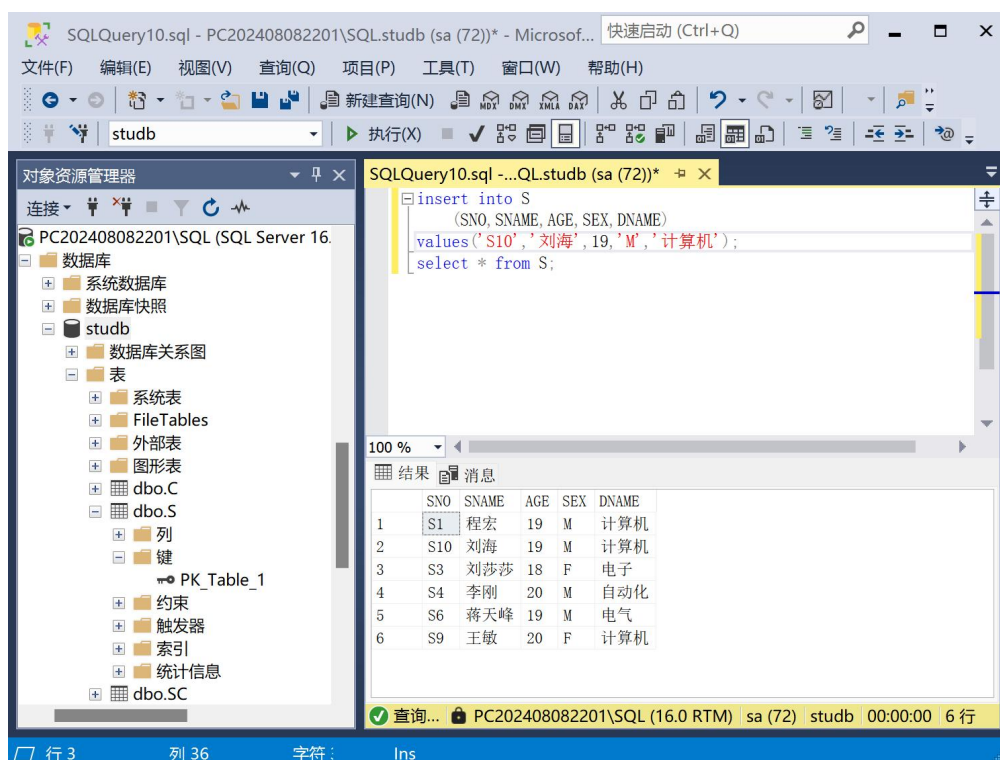 SQLQuery10.sql - PC202408082201\SQL.studb (sa (72))* - Microsof...
快速启动 (Ctrl+Q)
文件(F) 编辑(E) 视图(V) 查询(Q) 项目(P) 工具(T) 窗口(W) 帮助(H)
新建查询(N) MDX DMX XMLA DAX
studb 执行(X)
对象资源管理器
连接
PC202408082201\SQL (SQL Server 16.
数据库
系统数据库
数据库快照
studb
数据库关系图
表
系统表
FileTables
外部表
图形表
dbo.C
dbo.S
列
键
PK_Table_1
约束
触发器
索引
统计信息
dbo.SC
SQLQuery10.sql -...QL.studb (sa (72))*
insert into S
(SNO,SNAME,AGE,SEX,DNAME)
values('S10','刘海',19,'M','计算机');
select * from S;
100 %
结果 消息
SNO SNAME AGE SEX DNAME
1 S1 程宏 19 M 计算机
2 S10 刘海 19 M 计算机
3 S3 刘莎莎 18 F 电子
4 S4 李刚 20 M 自动化
5 S6 蒋天峰 19 M 电气
6 S9 王敏 20 F 计算机
查询... PC202408082201\SQL (16.0 RTM) sa (72) studb 00:00:00 6 行
行 3 列 36 字符 Ins